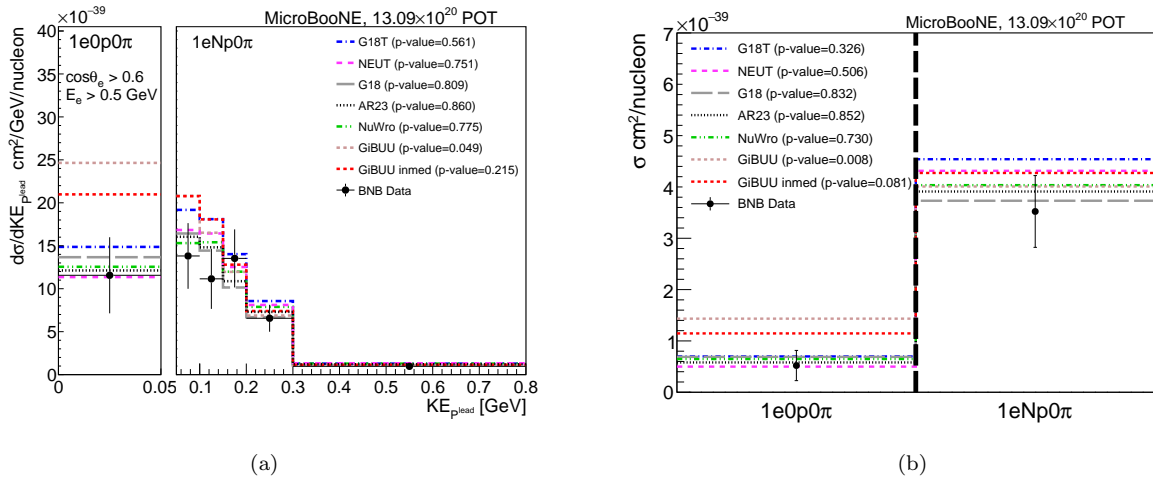 ×10⁻³⁹
MicroBooNE, 13.09×10²⁰ POT
dσ/dKE_P^lead cm²/GeV/nucleon
40
35
30
25
20
15
10
5
0
1e0p0π
cosθₑ > 0.6
Eₑ > 0.5 GeV
1eNp0π
G18T (p-value=0.561)
NEUT (p-value=0.751)
G18 (p-value=0.809)
AR23 (p-value=0.860)
NuWro (p-value=0.775)
GiBUU (p-value=0.049)
GiBUU inmed (p-value=0.215)
BNB Data
0 0.05 0.1 0.2 0.3 0.4 0.5 0.6 0.7 0.8
KE_P^lead [GeV]
(a)
×10⁻³⁹
MicroBooNE, 13.09×10²⁰ POT
σ cm²/nucleon
7
6
5
4
3
2
1
0
G18T (p-value=0.326)
NEUT (p-value=0.506)
G18 (p-value=0.832)
AR23 (p-value=0.852)
NuWro (p-value=0.730)
GiBUU (p-value=0.008)
GiBUU inmed (p-value=0.081)
BNB Data
1e0p0π 1eNp0π
(b)